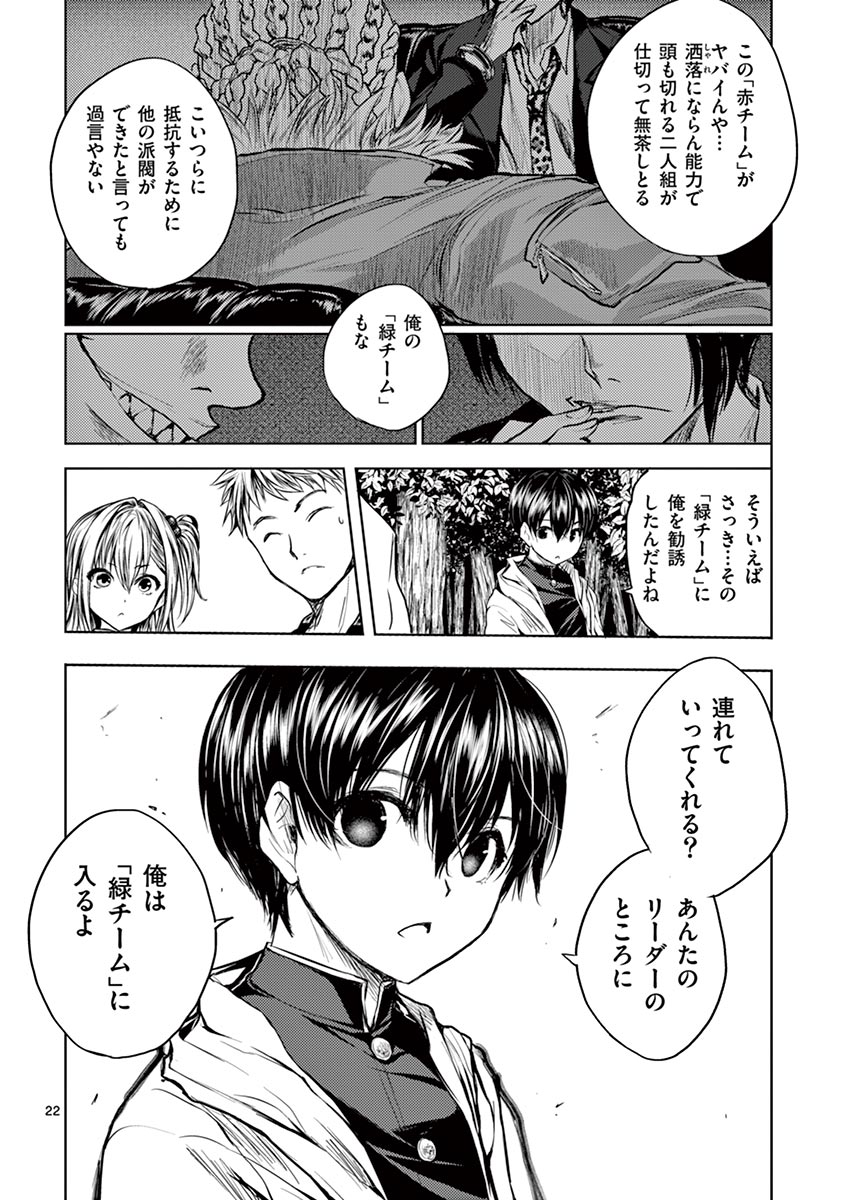 この「赤チーム」が
ヤバイんや…
洒落にならん能力で
しゃれ
頭も切れる二人組が
仕切って無茶しとる
こいつらに
抵抗するために
他の派閥が
できたと言っても
過言やない
俺の
「緑チーム」
もな
そういえば
さっき…その
「緑チーム」に
俺を勧誘
したんだよね
連れて
いってくれる?
あんたの
リーダーの
ところに
俺は
「緑チーム」に
入るよ
22